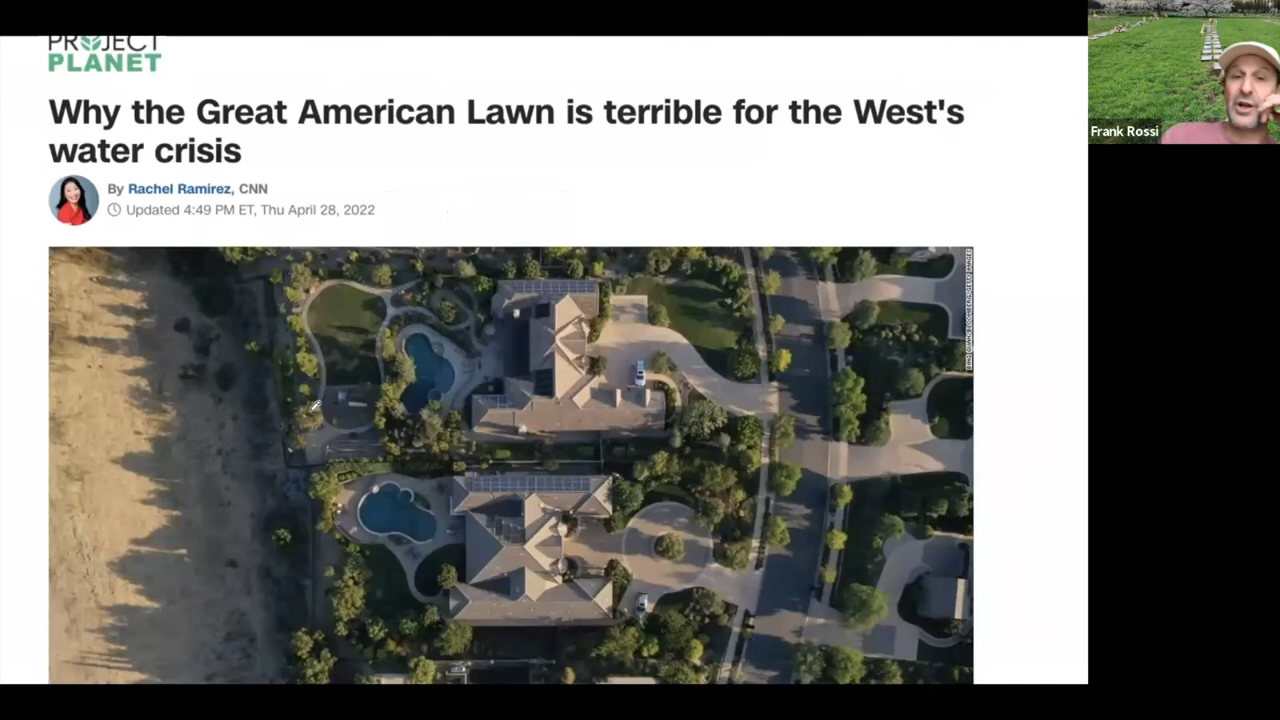 PROJECT
PLANET
Why the Great American Lawn is terrible for the West's
water crisis
By Rachel Ramirez, CNN
Updated 4:49 PM ET, Thu April 28, 2022
Frank Rossi